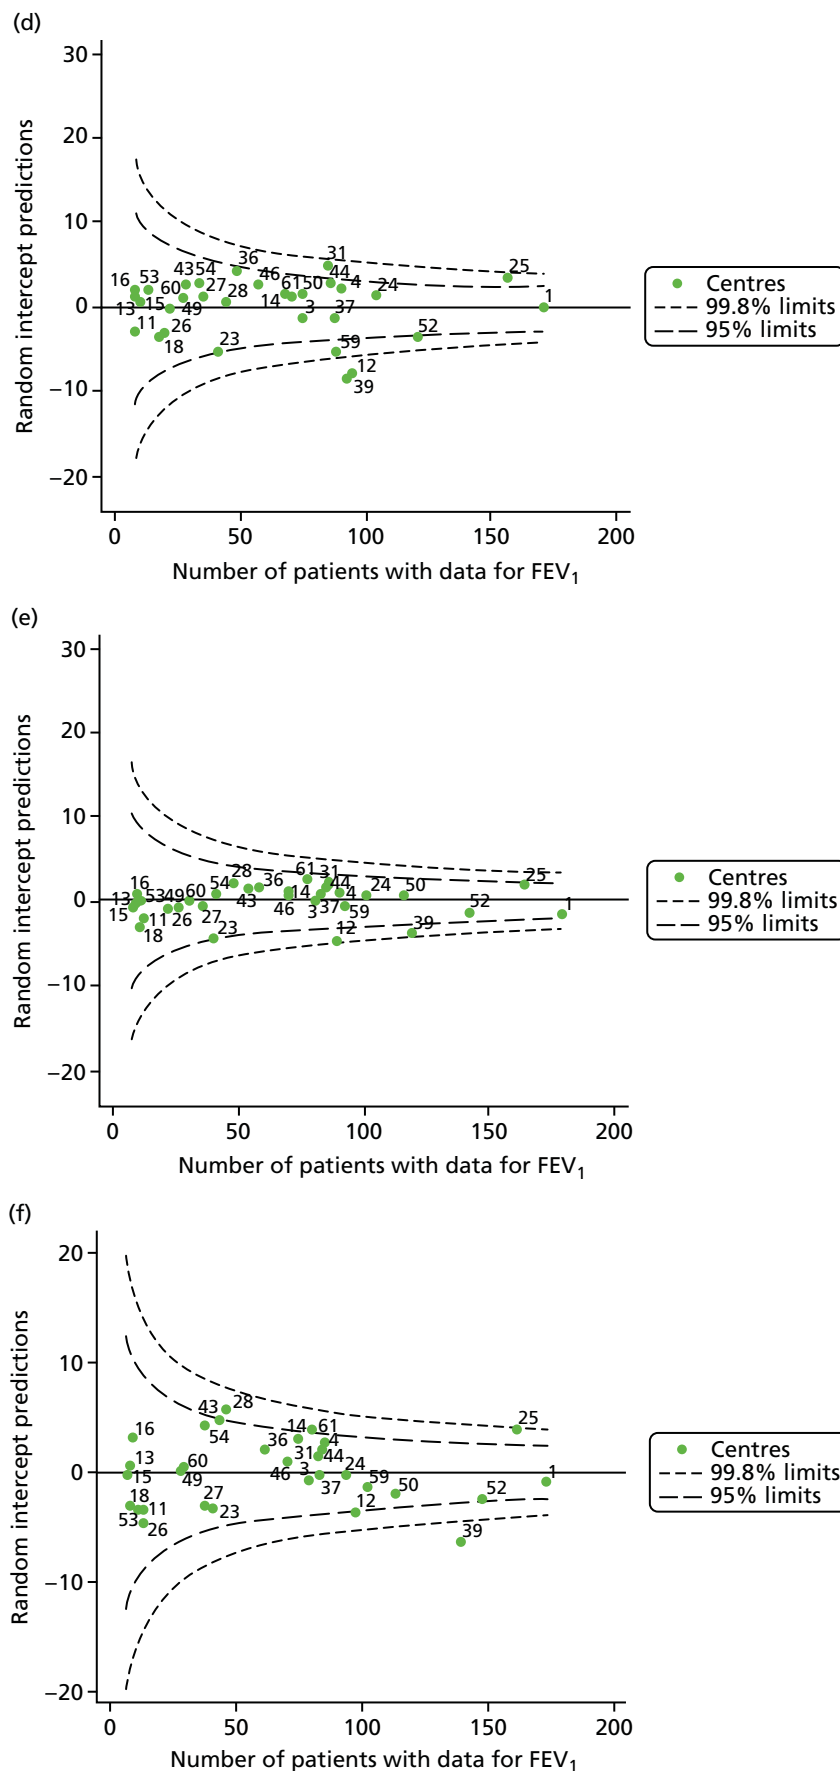 (d)
30
20
10
0
−10
−20
Random intercept predictions
16 53 43 54 27 36 46 31 44 4 24 25 1
60 28 14 61 50
13 15 49 3 37
11 26 18 23 59 52
12
39
0 50 100 150 200
Number of patients with data for FEV1
Centres
99.8% limits
95% limits
(e)
30
20
10
0
−10
−20
Random intercept predictions
16 53 49 60 54 28 36 61 31 44 4 24 50 25
13 43 14
15 11 26 27 46 3 37 59 52 1
18 23 12 39
0 50 100 150 200
Number of patients with data for FEV1
Centres
99.8% limits
95% limits
(f)
20
10
0
−10
−20
Random intercept predictions
43 28 14 61 25
16 54 36 31 4 44
13 60 46 3 24 59 1
15 49 37 50 52
18 11 27 23 12
53 26 39
0 50 100 150 200
Number of patients with data for FEV1
Centres
99.8% limits
95% limits